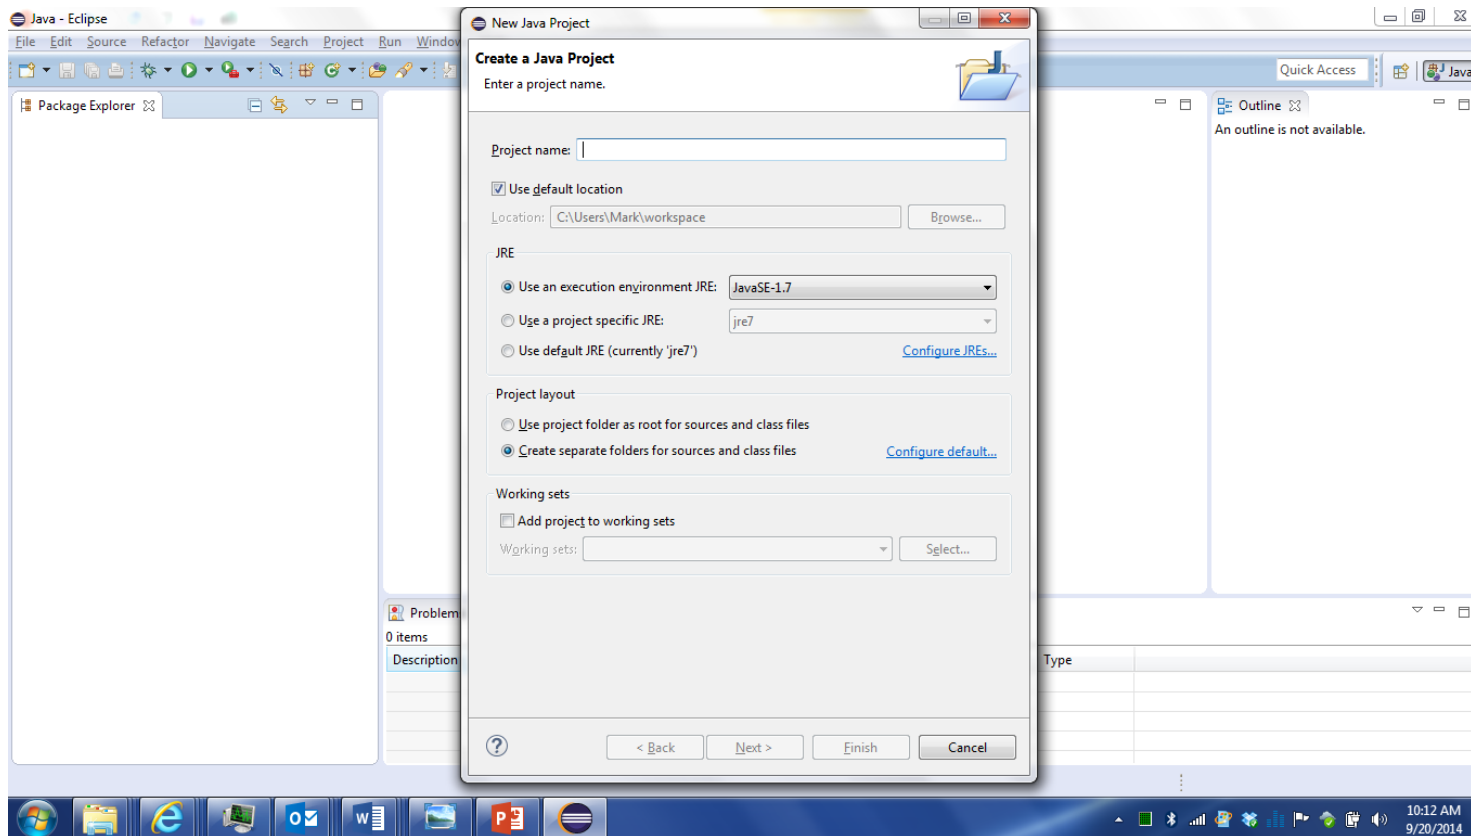 Java - Eclipse
File Edit Source Refactor Navigate Search Project Run
Quick Access
Java
Package Explorer
Outline
An outline is not available.
Problem
0 items
Description
Type
New Java Project
Create a Java Project
Enter a project name.
Project name:
Use default location
Location: C:\Users\Mark\workspace Browse...
JRE
Use an execution environment JRE: JavaSE-1.7
Use a project specific JRE: jre7
Use default JRE (currently 'jre7') Configure JREs...
Project layout
Use project folder as root for sources and class files
Create separate folders for sources and class files Configure default...
Working sets
Add project to working sets
Working sets: Select...
< Back Next > Finish Cancel
10:12 AM
9/20/2014